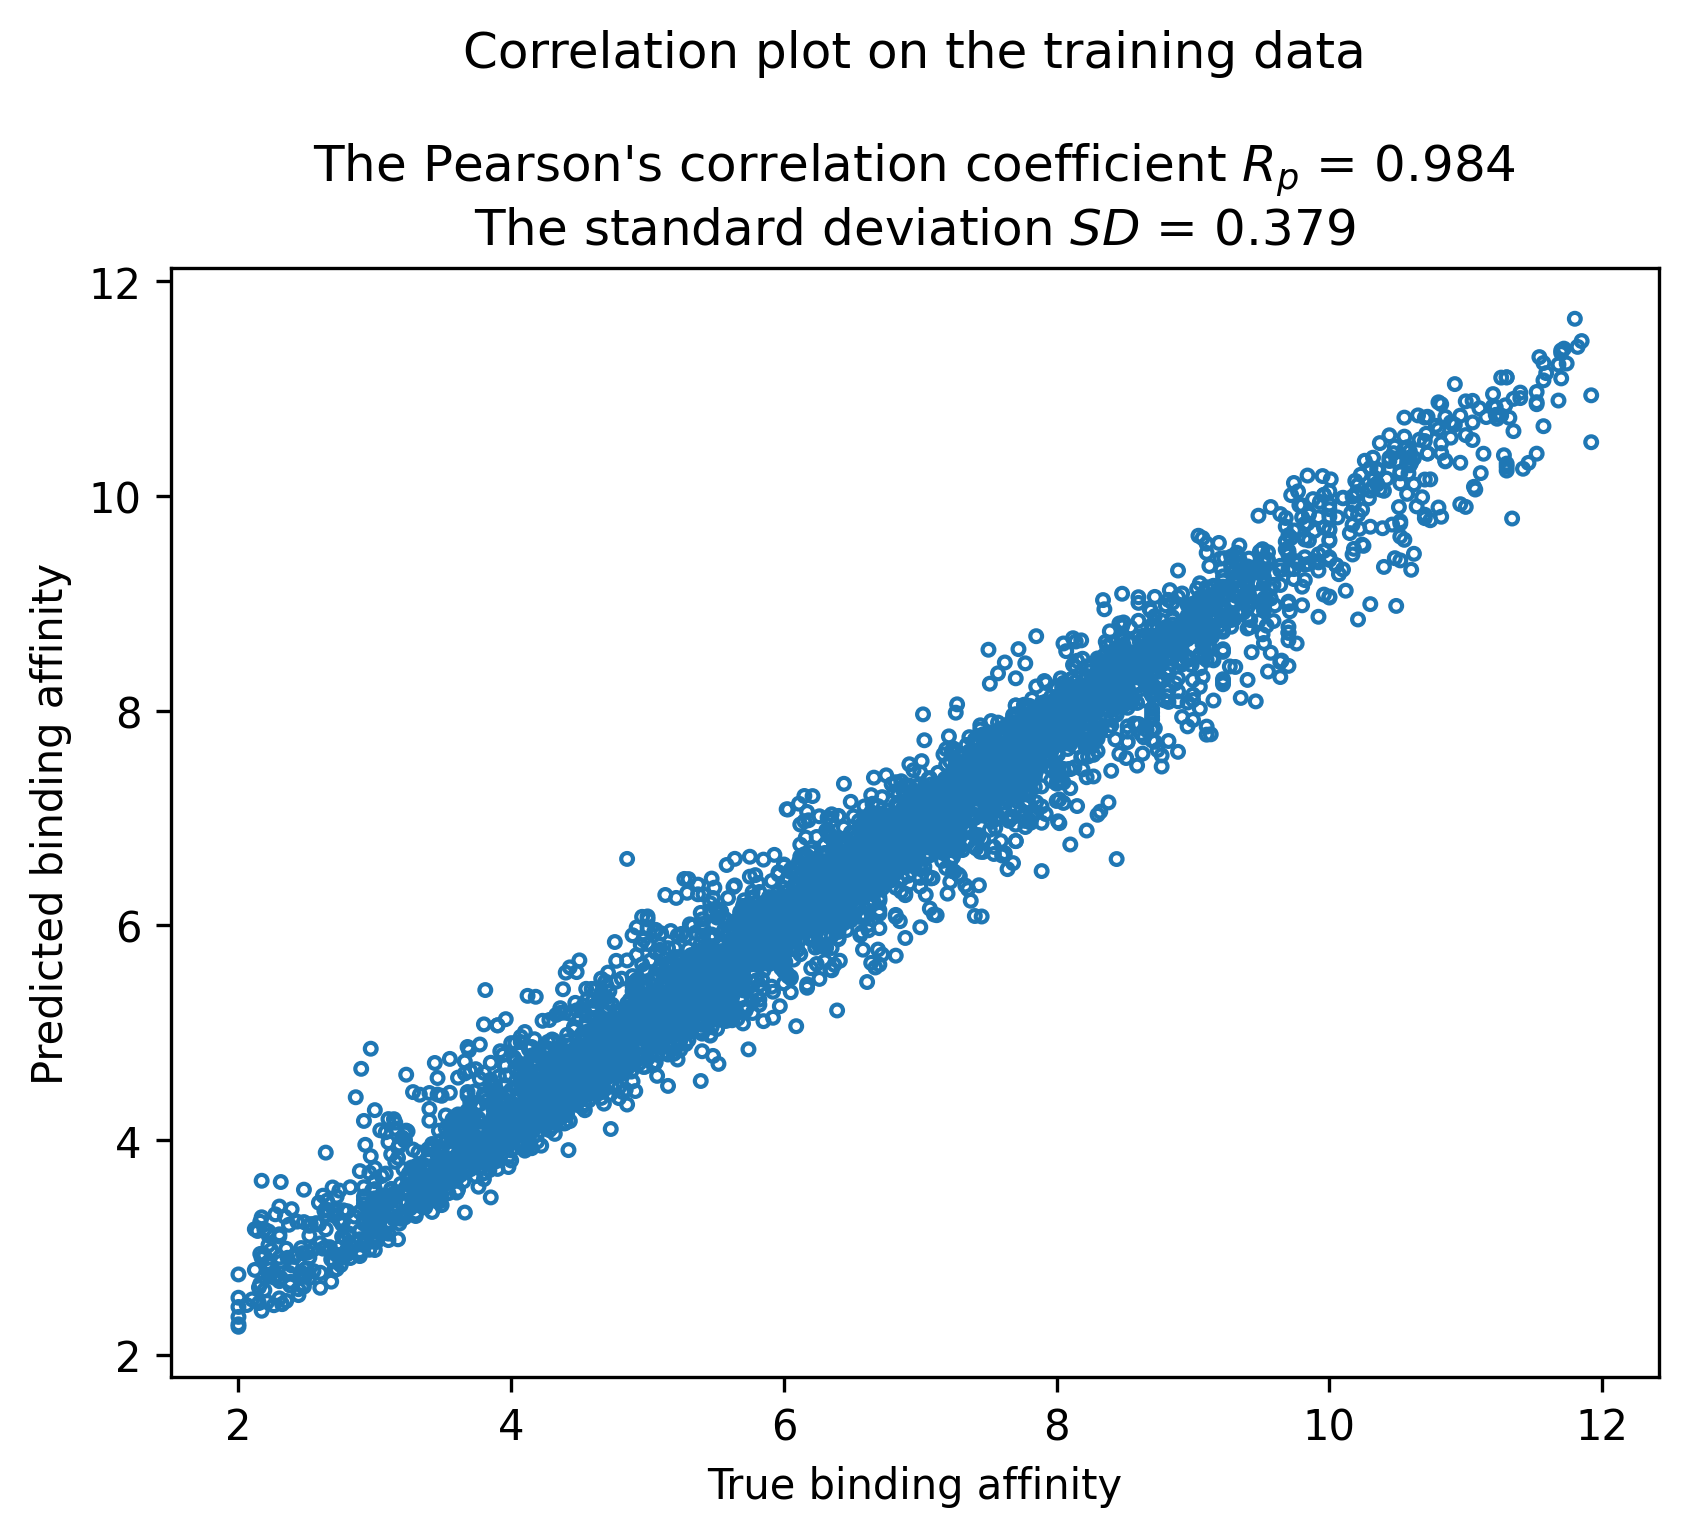 Correlation plot on the training data
The Pearson's correlation coefficient Rp = 0.984
The standard deviation SD = 0.379
12
10
8
6
4
2
Predicted binding affinity
2 4 6 8 10 12
True binding affinity